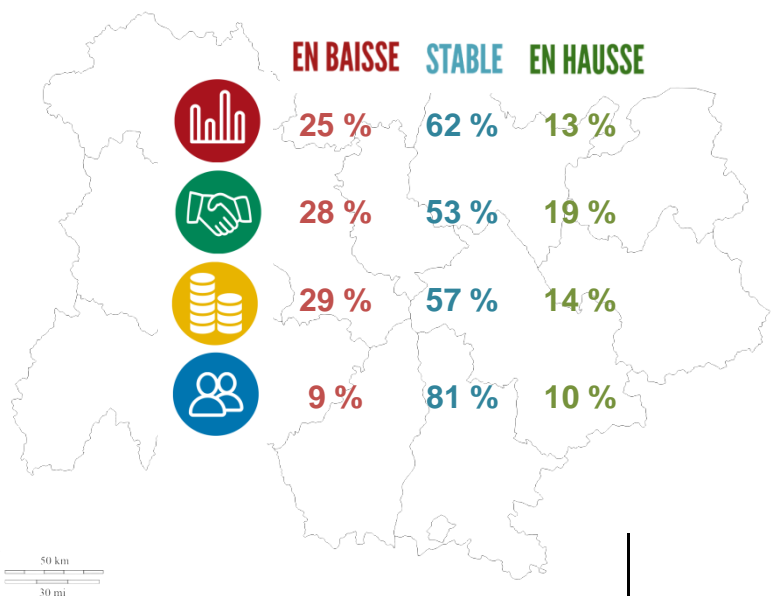 EN BAISSE STABLE EN HAUSSE
25 % 62 % 13 %
28 % 53 % 19 %
29 % 57 % 14 %
9 % 81 % 10 %
50 km
30 mi